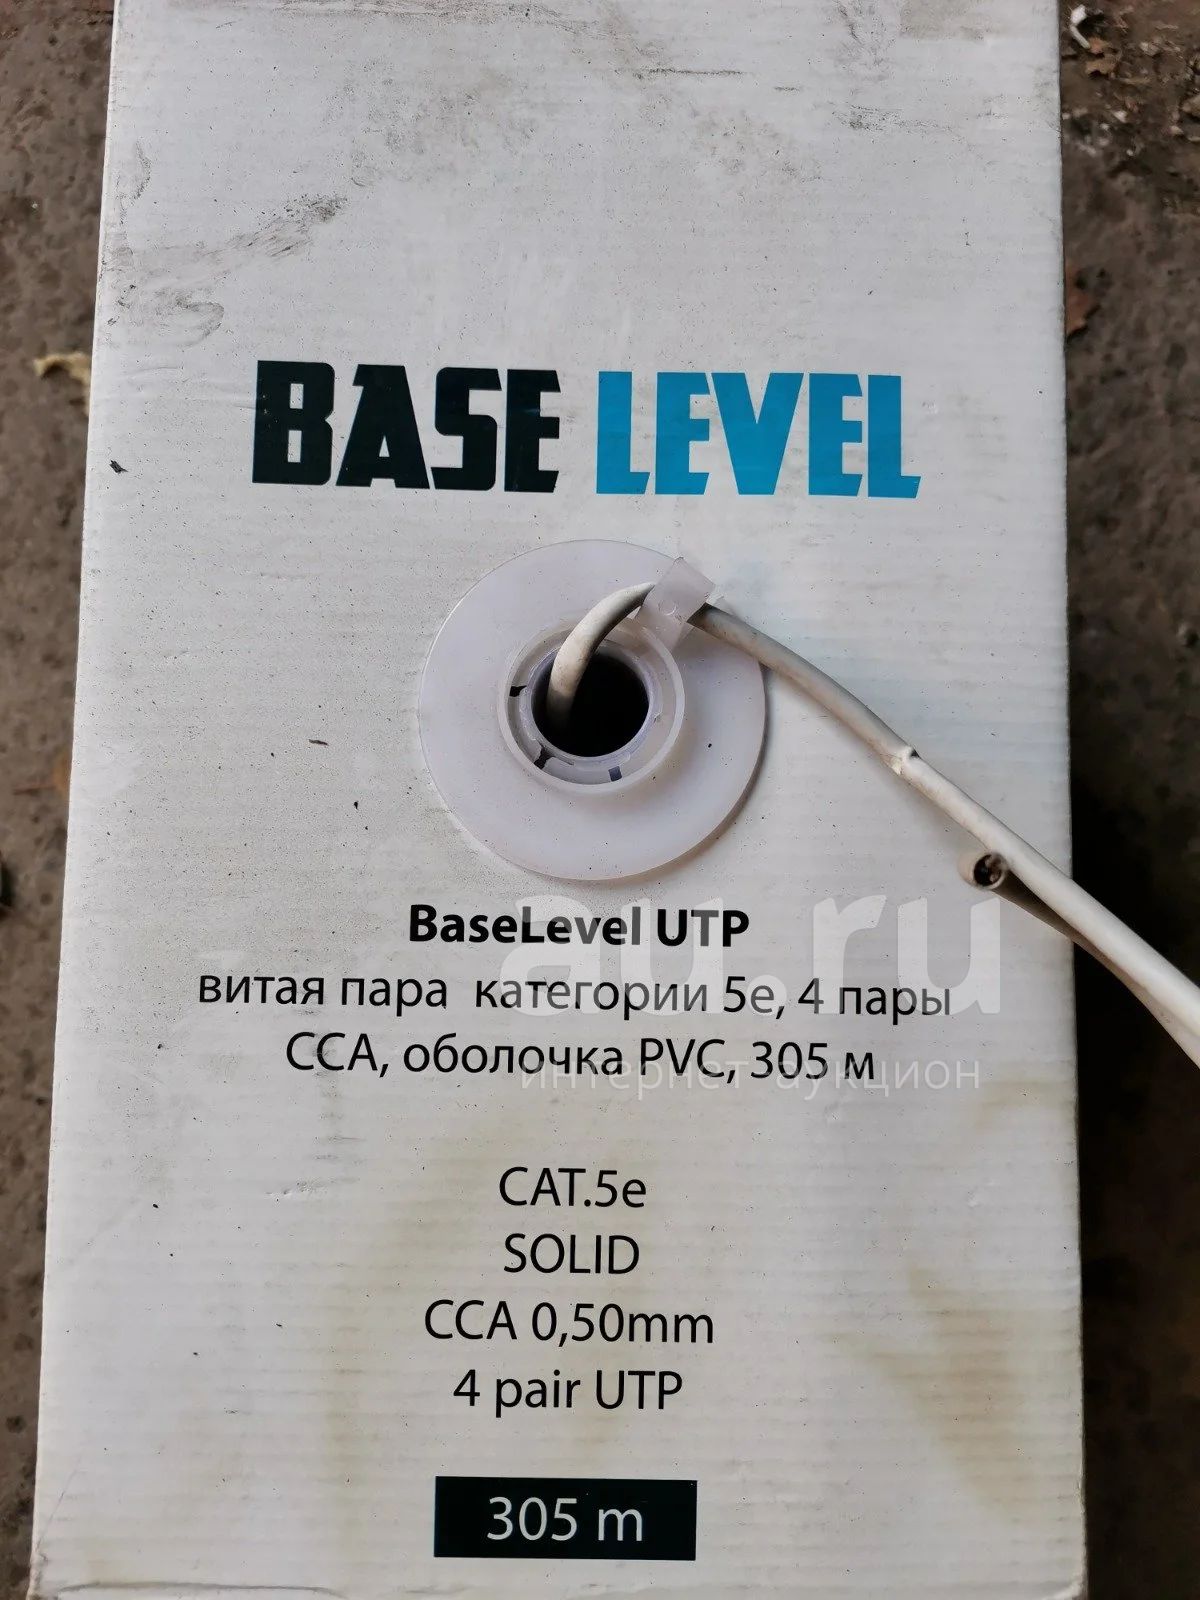 BASE LEVEL
BaseLevel UTP
витая пара категории 5e, 4 пары
CCA, оболочка PVC, 305 м
au.ru
интернет аукцион
CAT.5e
SOLID
CCA 0,50mm
4 pair UTP
305 m